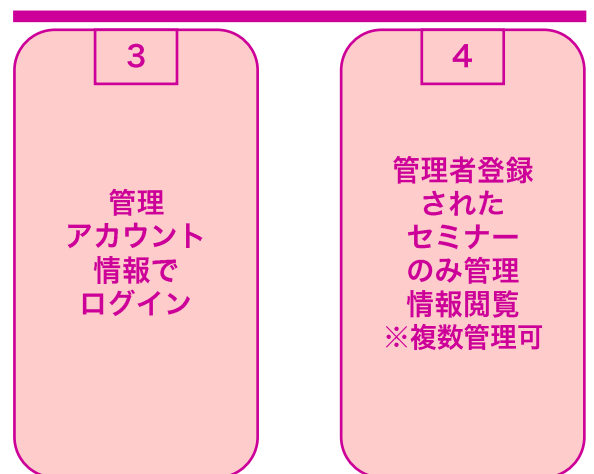 3
管理
アカウント
情報で
ログイン
4
管理者登録
された
セミナー
のみ管理
情報閲覧
※複数管理可